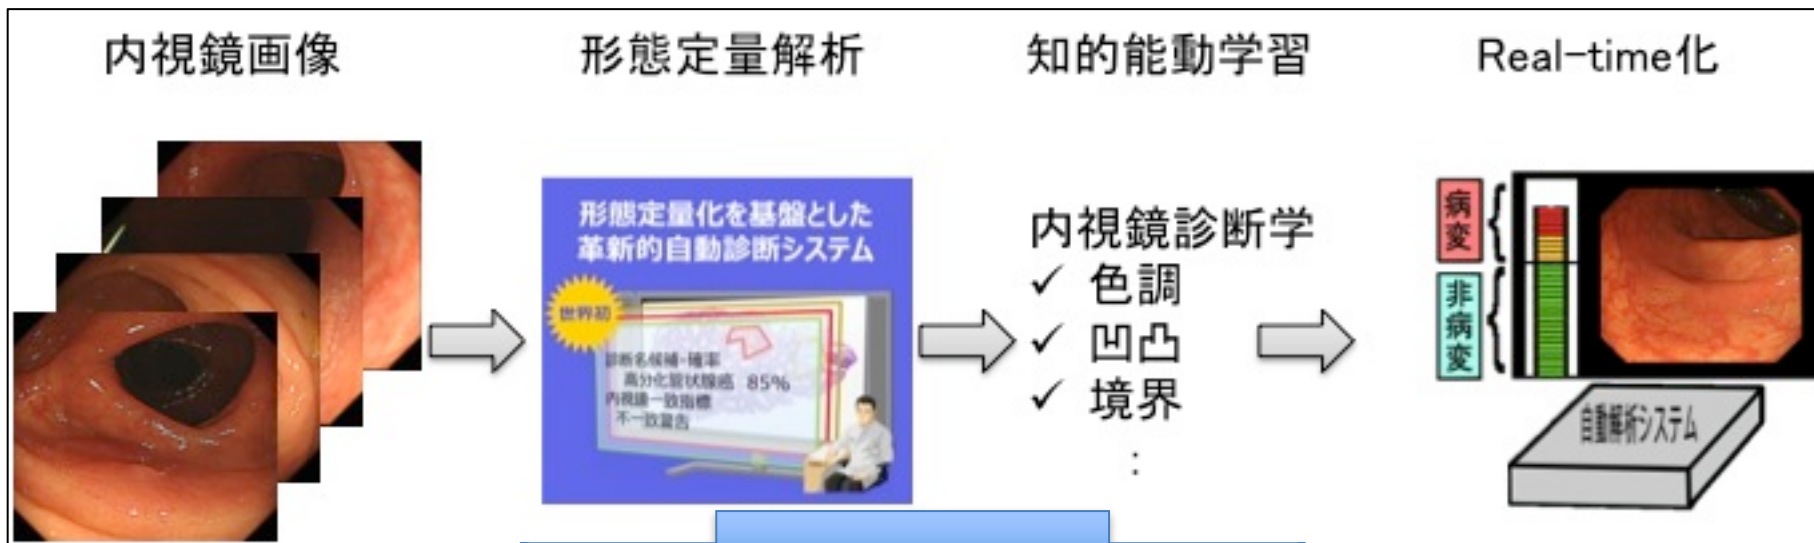 内視鏡画像
形態定量解析
知的能動学習
Real-time化
形態定量化を基盤とした
革新的自動診断システム
世界初
診断名候補・確率
高分化管状腺癌 85%
内視鏡一致指標
不一致警告
内視鏡診断学
✓ 色調
✓ 凹凸
✓ 境界
:
病変
非病変
自動解析システム